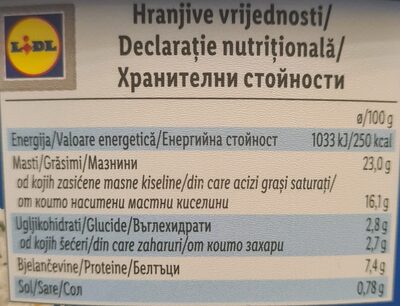 LIDL
Hranjive vrijednosti/
Declarație nutrițională/
Хранителни стойности
ø/100 g
Energija/Valoare energetică/Енергийна стойност 1033 kJ/250 kcal
Masti/Grăsimi/Мазнини 23,0 g
od kojih zasićene masne kiseline/din care acizi grași saturați/
от които наситени мастни киселини 16,1 g
Ugljikohidrati/Glucide/Въглехидрати 2,8 g
od kojih šećeri/din care zaharuri/от които захари 2,7 g
Bjelančevine/Proteine/Белтъци 7,4 g
Sol/Sare/Сол 0,78 g